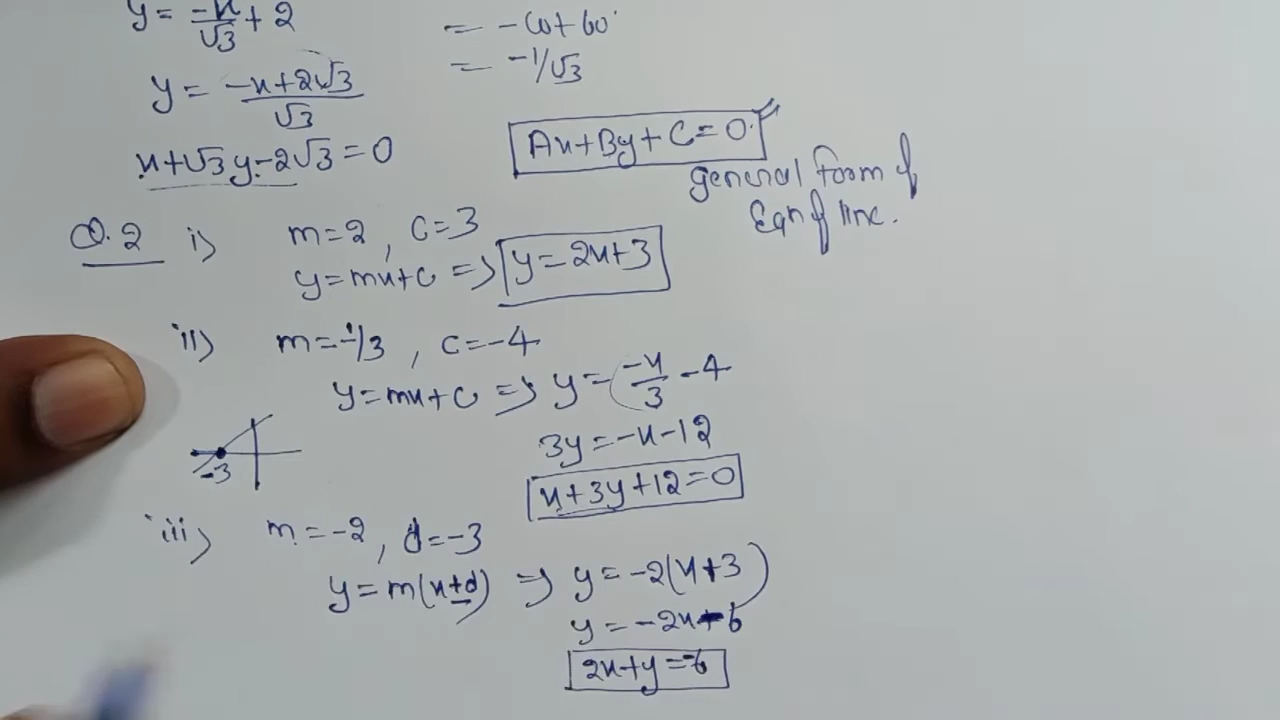 y = -x/√3 + 2
= -cot 60°
= -1/√3
y = (-x+2√3)/√3
x+√3y-2√3=0
Ax+By+C=0
general form of
Eqn of line.
Q.2 i) m=2, c=3
y=mx+c => y=2x+3
ii) m=-1/3, c=-4
y=mx+c => y=-x/3-4
3y=-x-12
x+3y+12=0
-3
iii) m=-2, d=-3
y=m(x+d) => y=-2(x+3)
y=-2x-6
2x+y=-6